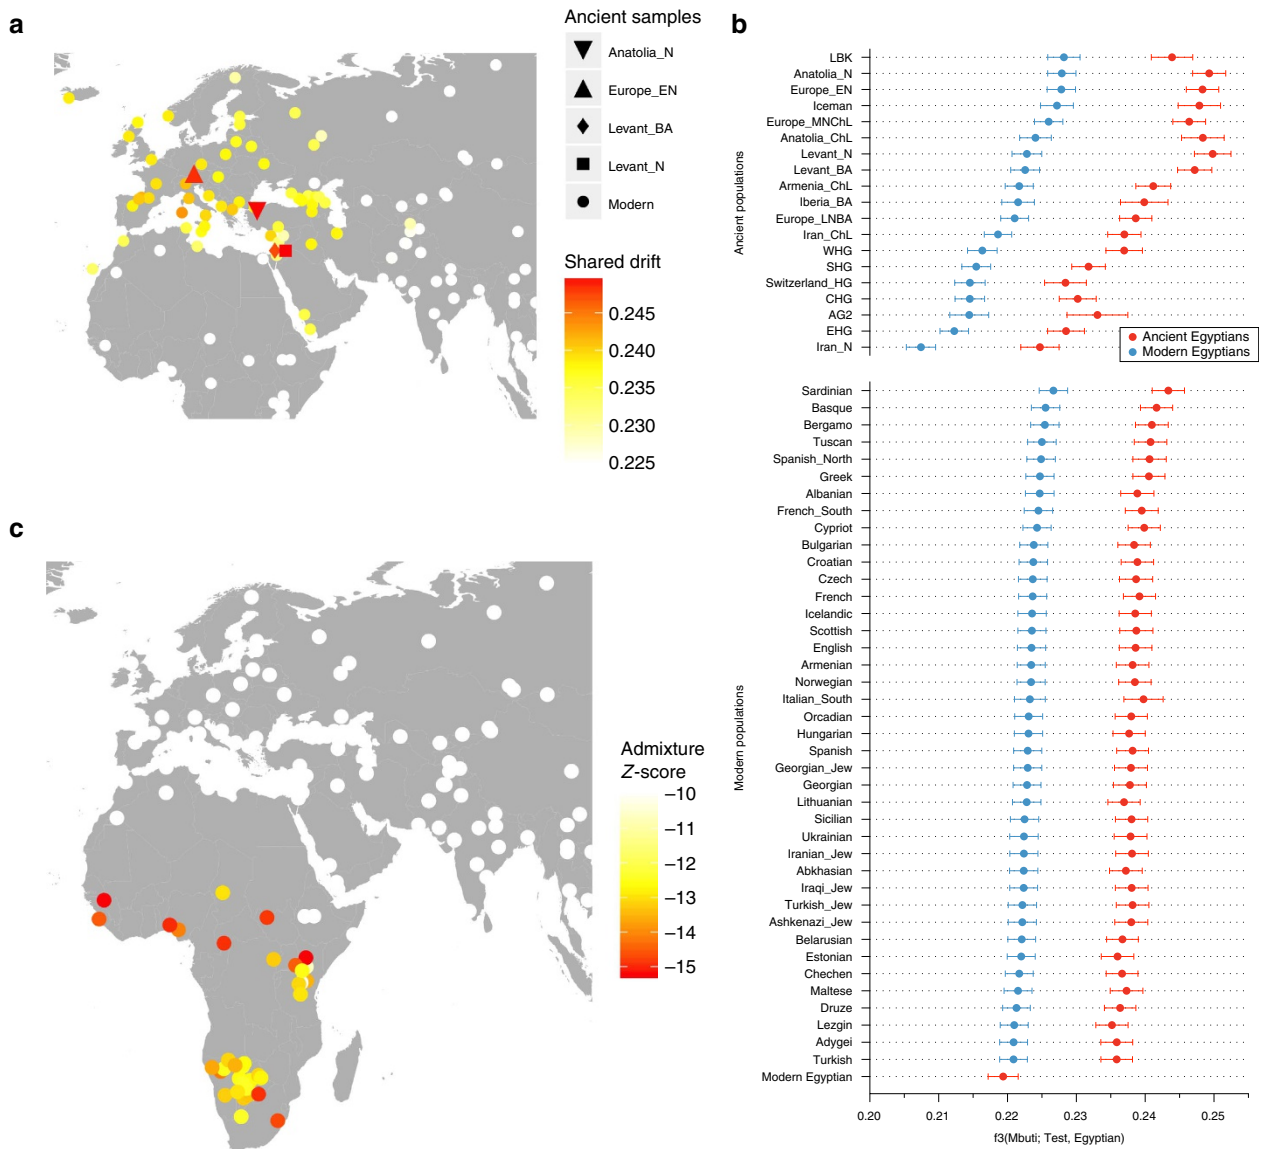 a
Ancient samples
Anatolia_N
Europe_EN
Levant_BA
Levant_N
Modern
Shared drift
0.245
0.240
0.235
0.230
0.225
b
Ancient populations
LBK
Anatolia_N
Europe_EN
Iceman
Europe_MNChL
Anatolia_ChL
Levant_N
Levant_BA
Armenia_ChL
Iberia_BA
Europe_LNBA
Iran_ChL
WHG
SHG
Switzerland_HG
CHG
AG2
EHG
Iran_N
Ancient Egyptians
Modern Egyptians
Modern populations
Sardinian
Basque
Bergamo
Tuscan
Spanish_North
Greek
Albanian
French_South
Cypriot
Bulgarian
Croatian
Czech
French
Icelandic
Scottish
English
Armenian
Norwegian
Italian_South
Orcadian
Hungarian
Spanish
Georgian_Jew
Georgian
Lithuanian
Sicilian
Ukrainian
Iranian_Jew
Abkhasian
Iraqi_Jew
Turkish_Jew
Ashkenazi_Jew
Belarusian
Estonian
Chechen
Maltese
Druze
Lezgin
Adygei
Turkish
Modern Egyptian
0.20 0.21 0.22 0.23 0.24 0.25
f3(Mbuti; Test, Egyptian)
c
Admixture
Z-score
−10
−11
−12
−13
−14
−15